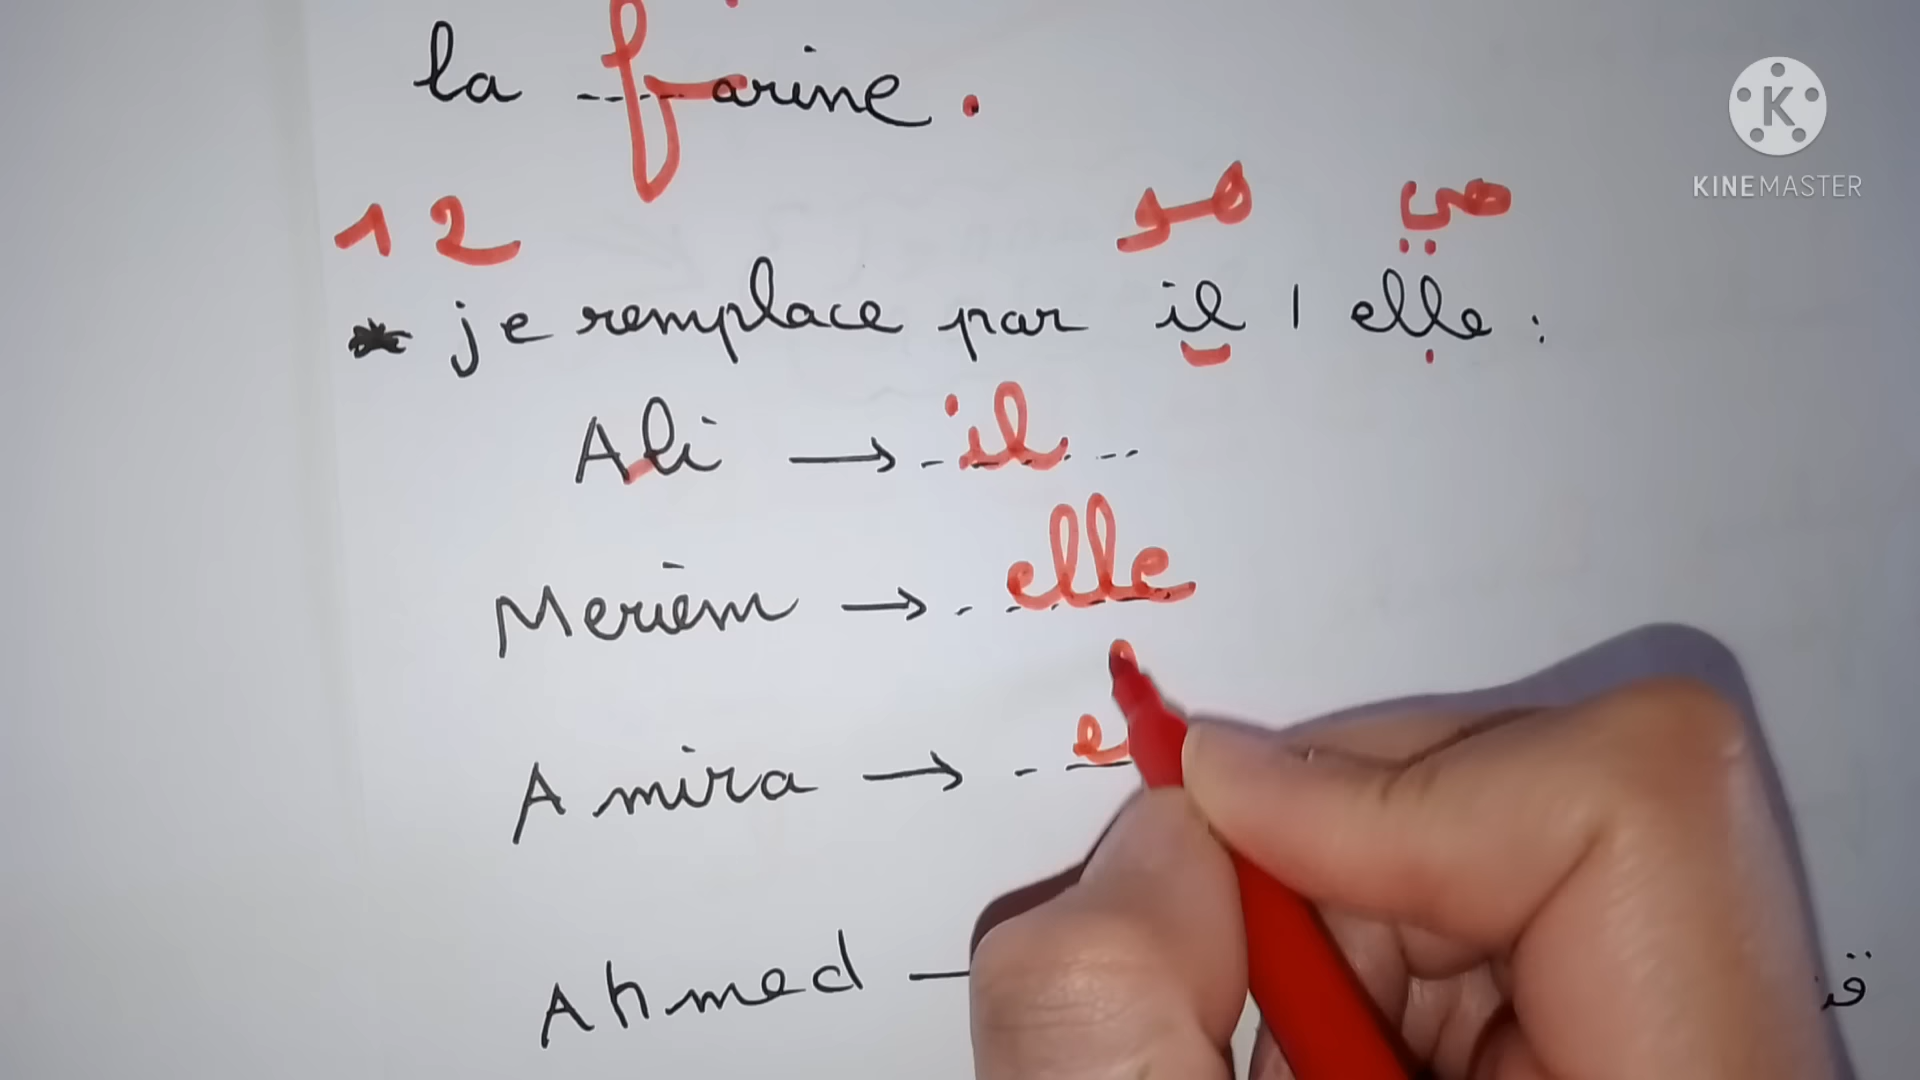 la farine.
KINEMASTER
12 هو هي
* je remplace par il / elle :
Ali → il
Meriem → elle
Amira → e
Ahmed